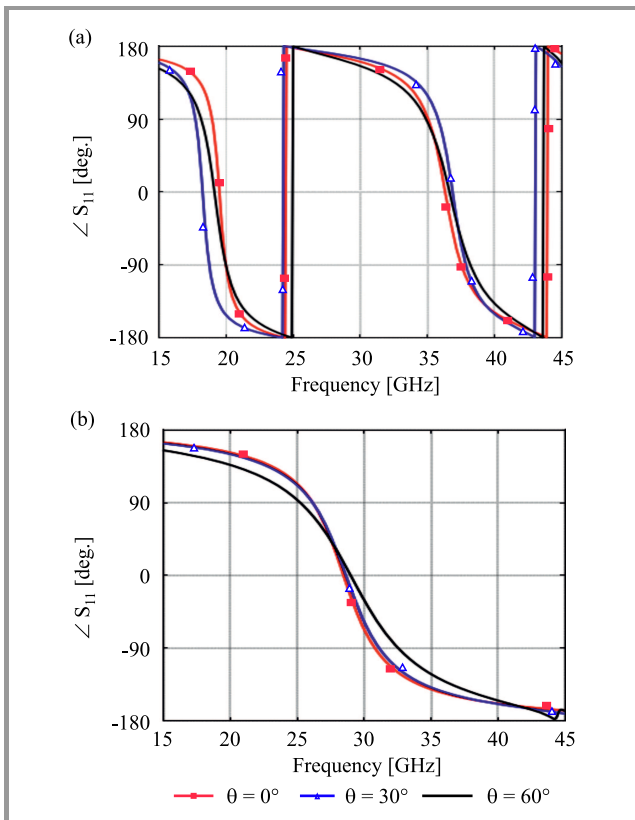 (a)
180
90
0
-90
-180
∠ S11 [deg.]
15 20 25 30 35 40 45
Frequency [GHz]
(b)
180
90
0
-90
-180
∠ S11 [deg.]
15 20 25 30 35 40 45
Frequency [GHz]
θ = 0° θ = 30° θ = 60°